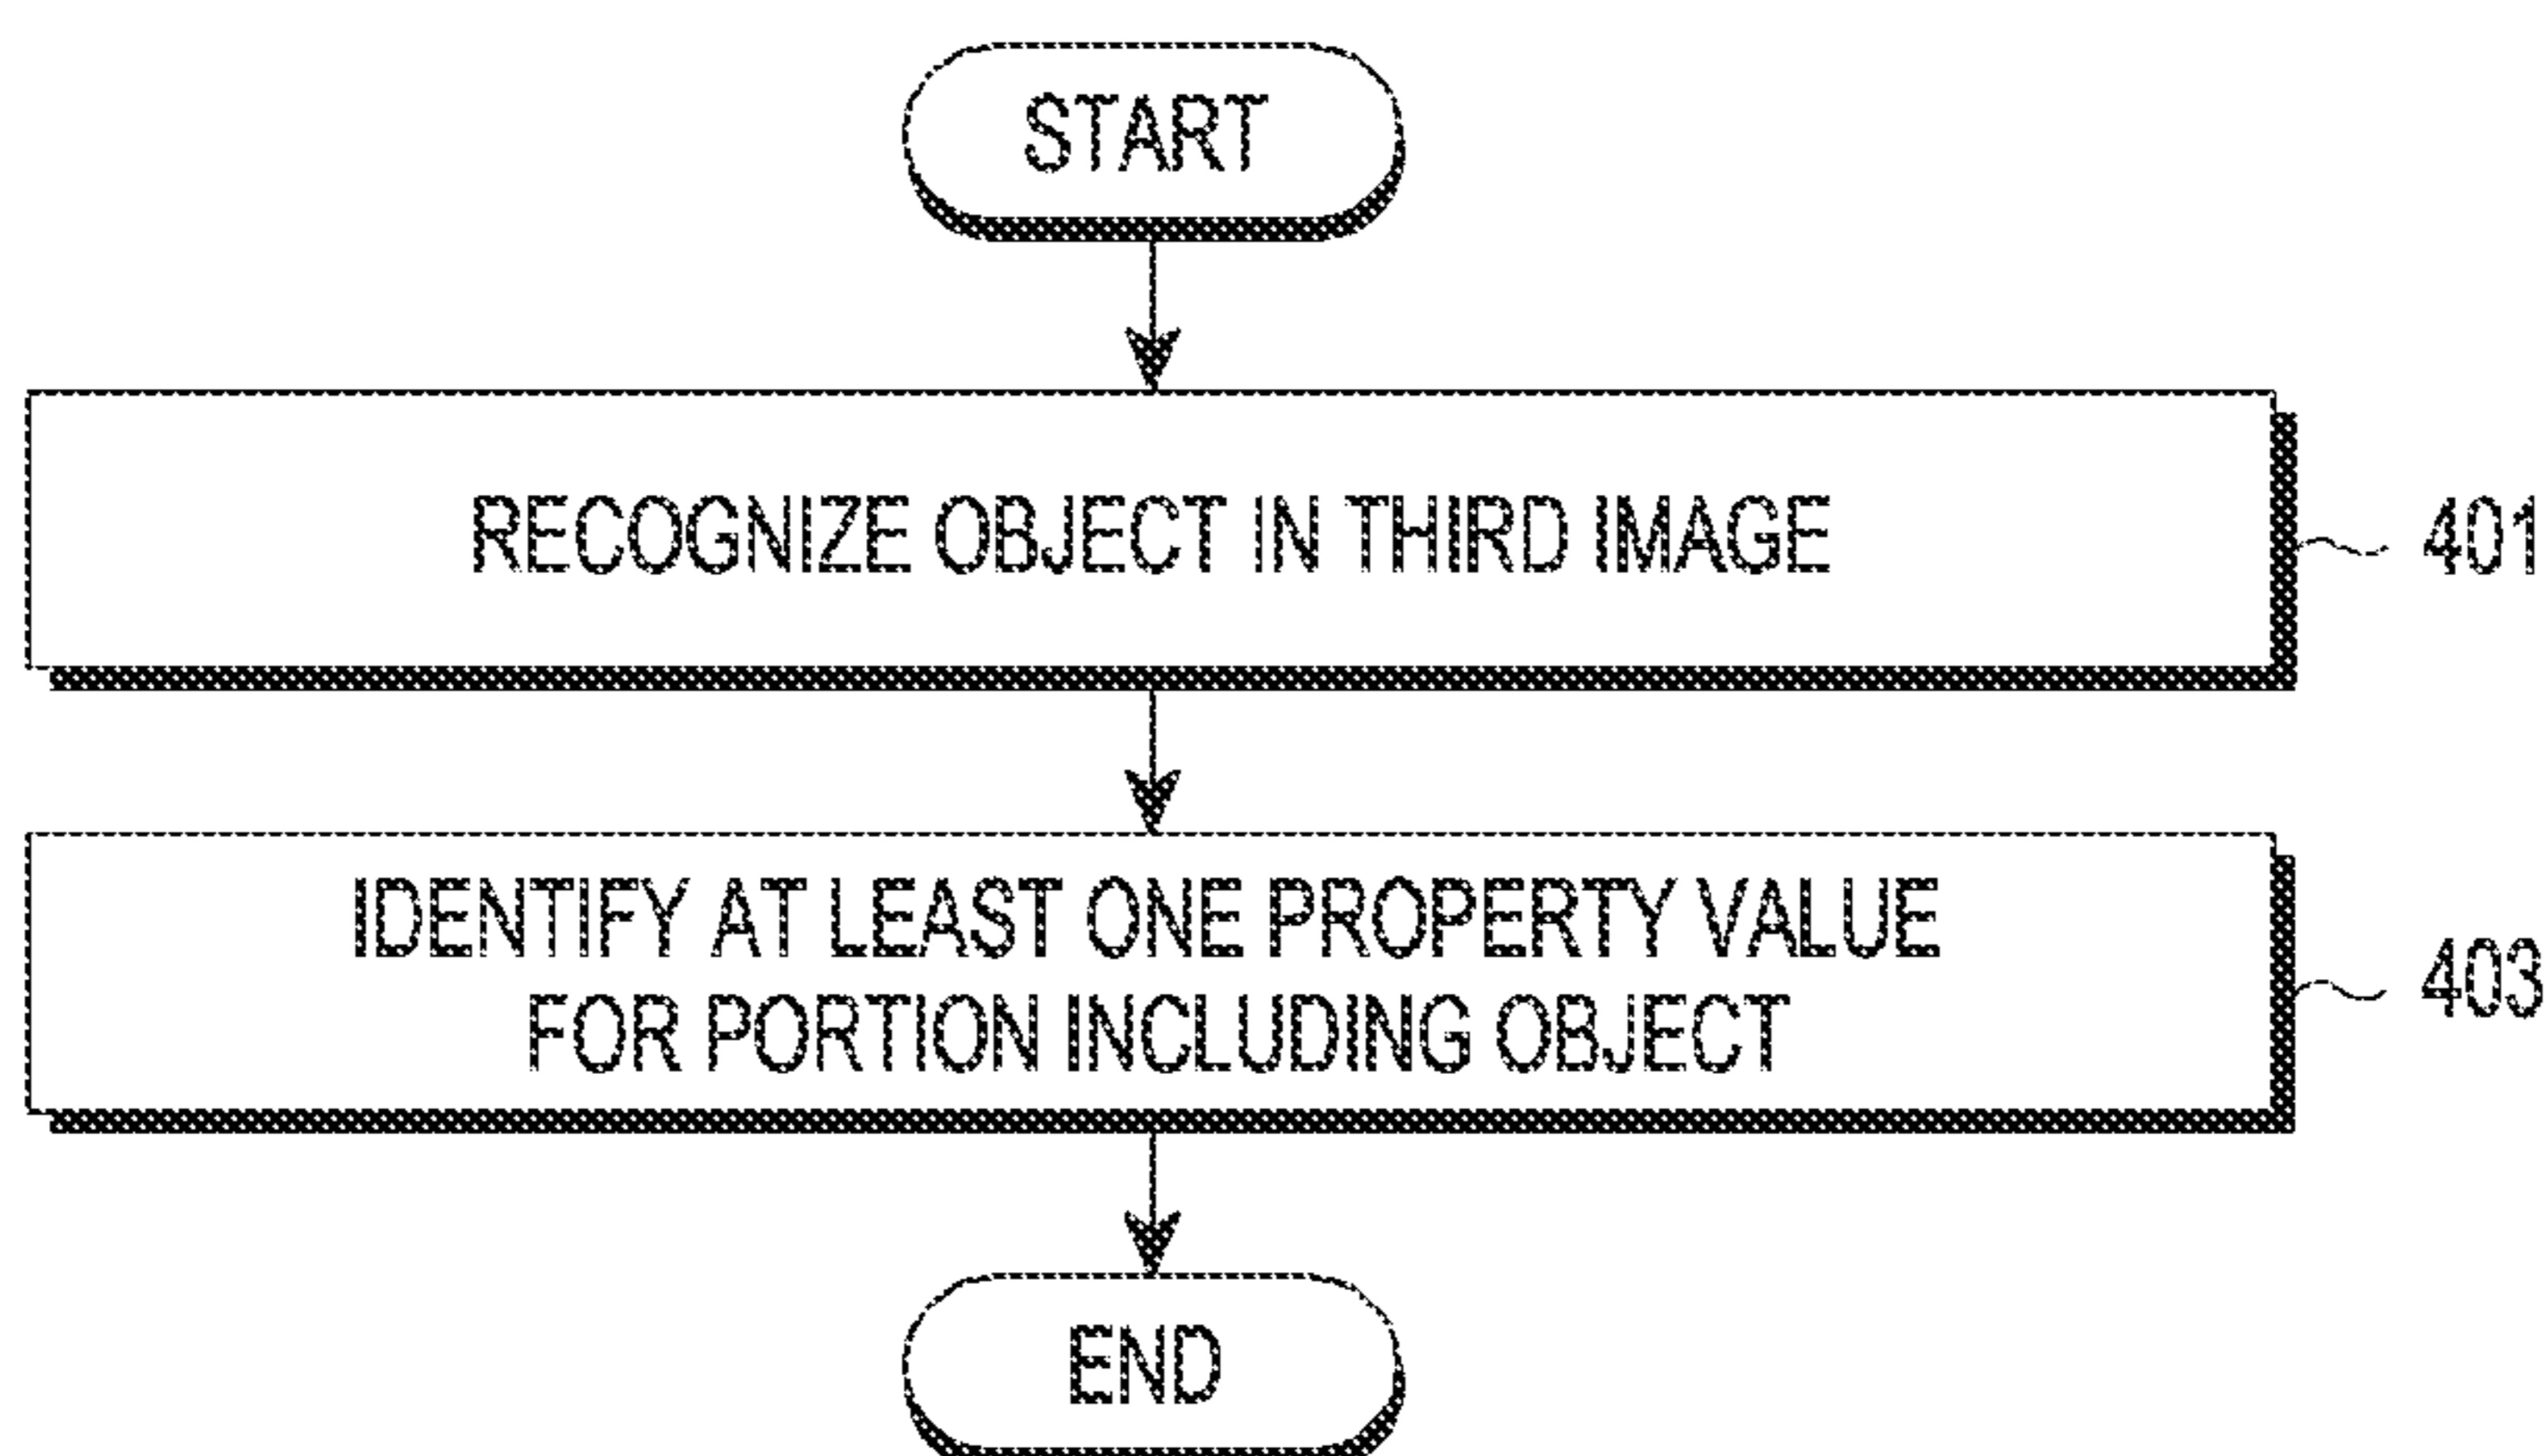 START
RECOGNIZE OBJECT IN THIRD IMAGE
401
IDENTIFY AT LEAST ONE PROPERTY VALUE
FOR PORTION INCLUDING OBJECT
403
END